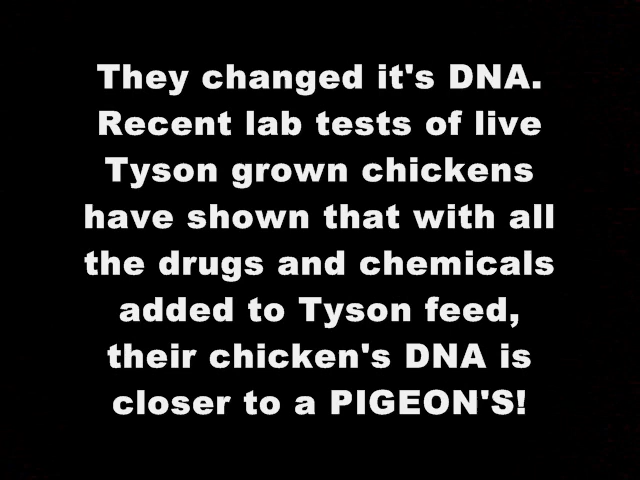 They changed it's DNA.
Recent lab tests of live
Tyson grown chickens
have shown that with all
the drugs and chemicals
added to Tyson feed,
their chicken's DNA is
closer to a PIGEON'S!